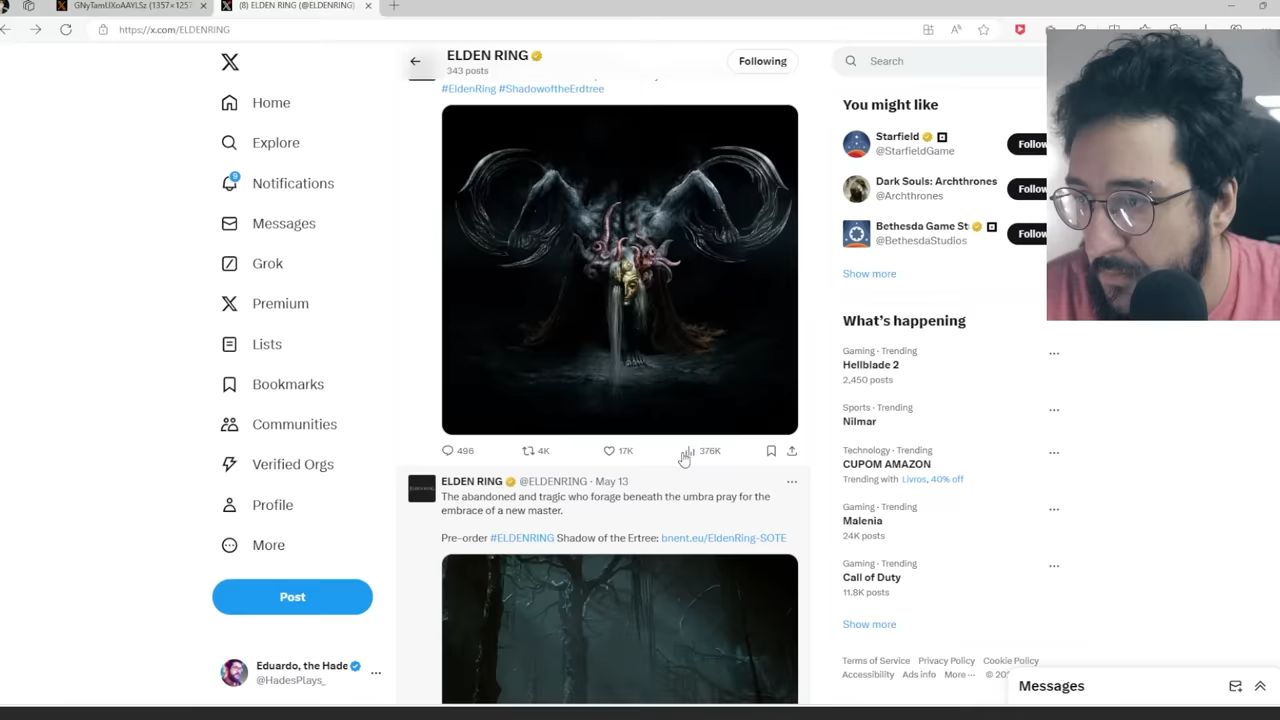 GNyTamUXoAAYLSz (1357×125
(8) ELDEN RING (@ELDENRING)
https://x.com/ELDENRING
Home
Explore
9
Notifications
Messages
Grok
Premium
Lists
Bookmarks
Communities
Verified Orgs
Profile
More
Post
Eduardo, the Hade
@HadesPlays_
ELDEN RING
343 posts
Following
#EldenRing #ShadowoftheErdtree
496 4K 17K 376K
ELDEN RING @ELDENRING · May 13
The abandoned and tragic who forage beneath the umbra pray for the
embrace of a new master.
Pre-order #ELDENRING Shadow of the Ertree: bnent.eu/EldenRing-SOTE
Search
You might like
Starfield
@StarfieldGame
Follow
Dark Souls: Archthrones
@Archthrones
Follow
Bethesda Game St
@BethesdaStudios
Follow
Show more
What's happening
Gaming · Trending
Hellblade 2
2,450 posts
Sports · Trending
Nilmar
Technology · Trending
CUPOM AMAZON
Trending with Livros, 40% off
Gaming · Trending
Malenia
24K posts
Gaming · Trending
Call of Duty
11.8K posts
Show more
Terms of Service Privacy Policy Cookie Policy
Accessibility Ads info More ··· © 20
Messages